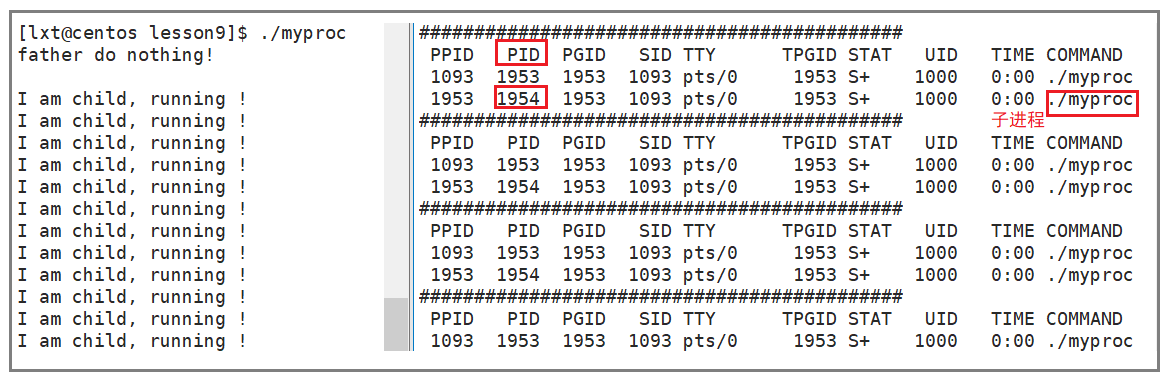 [lxt@centos lesson9]$ ./myproc
father do nothing!
I am child, running !
I am child, running !
I am child, running !
I am child, running !
I am child, running !
I am child, running !
I am child, running !
I am child, running !
I am child, running !
I am child, running !
I am child, running !
I am child, running !
############################################
PPID PID PGID SID TTY TPGID STAT UID TIME COMMAND
1093 1953 1953 1093 pts/0 1953 S+ 1000 0:00 ./myproc
1953 1954 1953 1093 pts/0 1953 S+ 1000 0:00 ./myproc
############################################
子进程
PPID PID PGID SID TTY TPGID STAT UID TIME COMMAND
1093 1953 1953 1093 pts/0 1953 S+ 1000 0:00 ./myproc
1953 1954 1953 1093 pts/0 1953 S+ 1000 0:00 ./myproc
############################################
PPID PID PGID SID TTY TPGID STAT UID TIME COMMAND
1093 1953 1953 1093 pts/0 1953 S+ 1000 0:00 ./myproc
1953 1954 1953 1093 pts/0 1953 S+ 1000 0:00 ./myproc
############################################
PPID PID PGID SID TTY TPGID STAT UID TIME COMMAND
1093 1953 1953 1093 pts/0 1953 S+ 1000 0:00 ./myproc